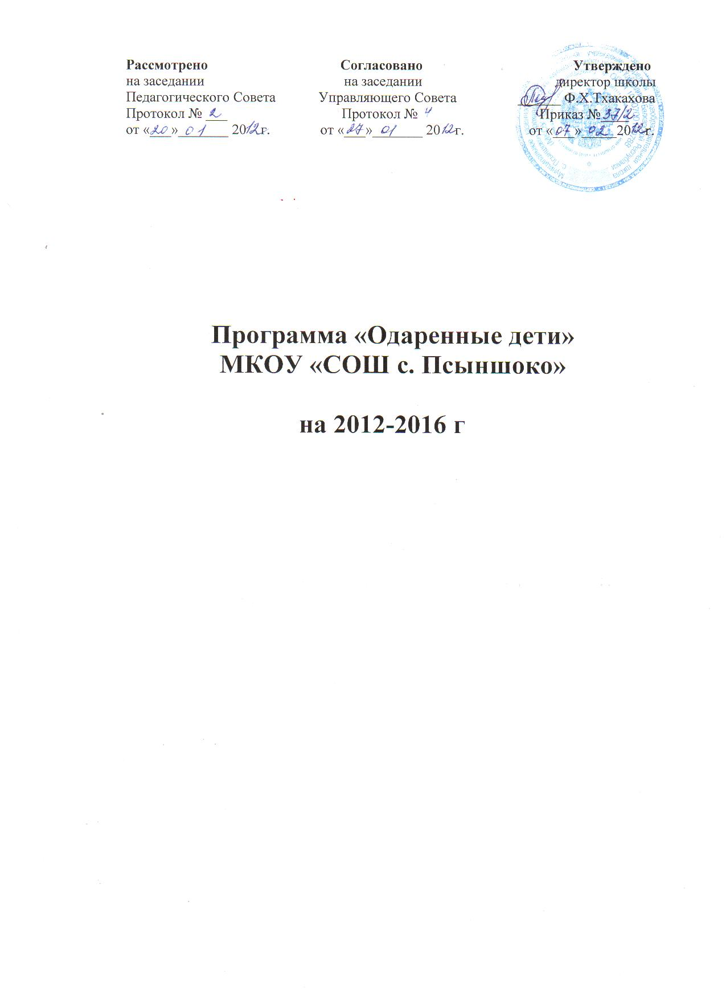 Рассмотрено
на заседании
Педагогического Совета
Протокол № 2
от «20» 01 2012г.
Согласовано
на заседании
Управляющего Совета
Протокол № 4
от «27» 01 2012г.
Утверждено
директор школы
Ф.Х.Тхакахова
Приказ № 37/2
от «07» 02 2012г.
Программа «Одаренные дети»
МКОУ «СОШ с. Псыншоко»
на 2012-2016 г